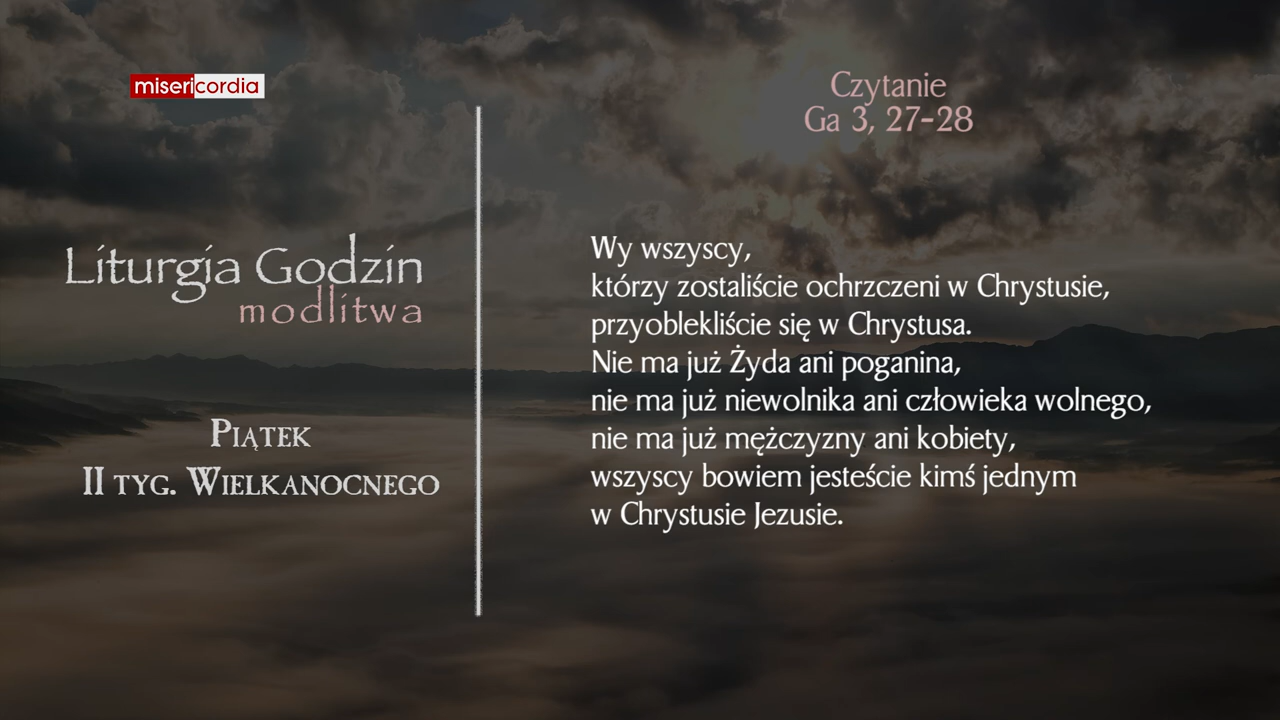 misericordia
Liturgia Godzin
modlitwa
Piątek
II tyg. Wielkanocnego
Czytanie
Ga 3, 27-28
Wy wszyscy,
którzy zostaliście ochrzczeni w Chrystusie,
przyoblekliście się w Chrystusa.
Nie ma już Żyda ani poganina,
nie ma już niewolnika ani człowieka wolnego,
nie ma już mężczyzny ani kobiety,
wszyscy bowiem jesteście kimś jednym
w Chrystusie Jezusie.